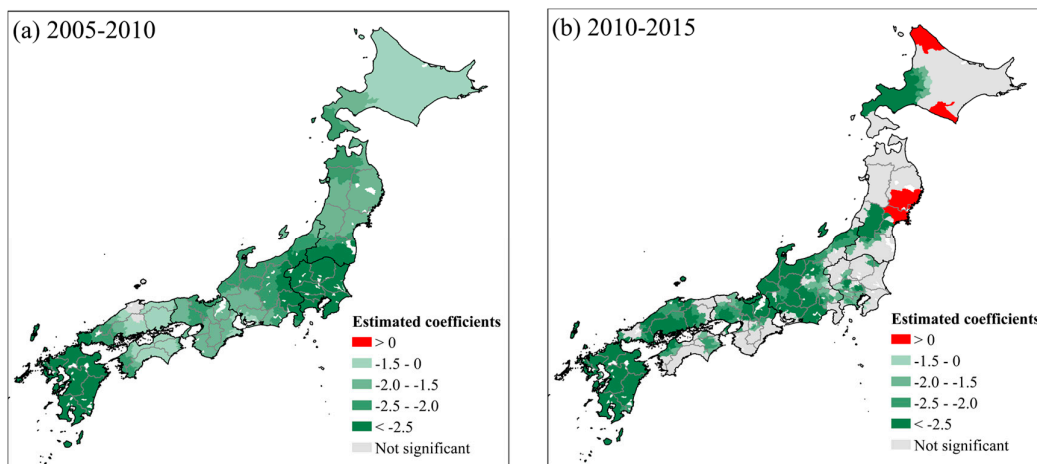 (a) 2005-2010
Estimated coefficients
> 0
-1.5 - 0
-2.0 - -1.5
-2.5 - -2.0
< -2.5
Not significant
(b) 2010-2015
Estimated coefficients
> 0
-1.5 - 0
-2.0 - -1.5
-2.5 - -2.0
< -2.5
Not significant